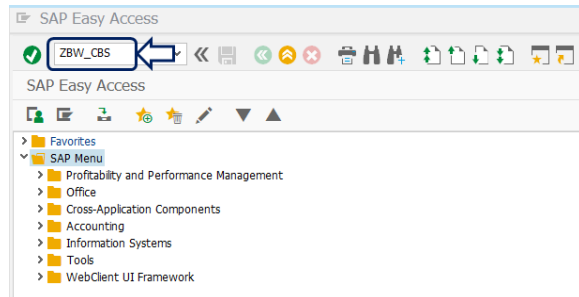 SAP Easy Access
ZBW_CBS
SAP Easy Access
Favorites
SAP Menu
Profitability and Performance Management
Office
Cross-Application Components
Accounting
Information Systems
Tools
WebClient UI Framework